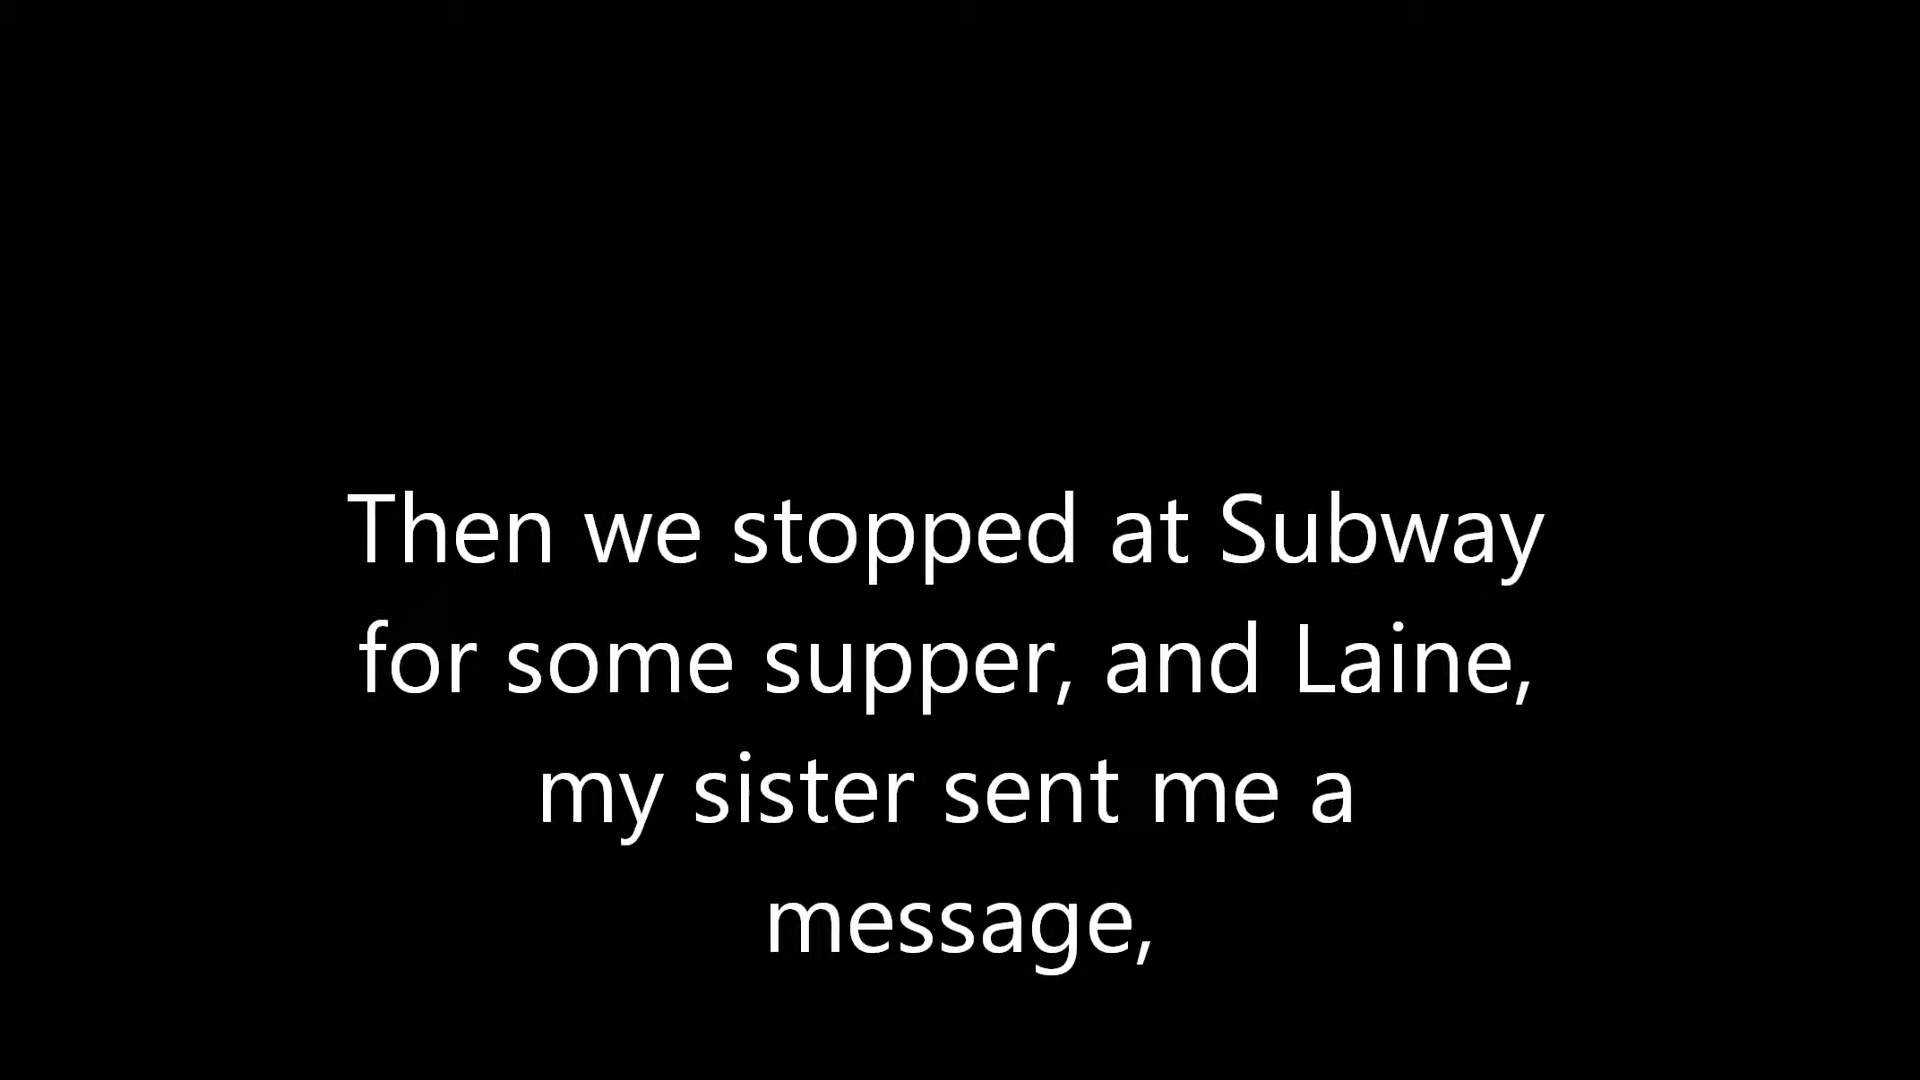 Then we stopped at Subway
for some supper, and Laine,
my sister sent me a
message,